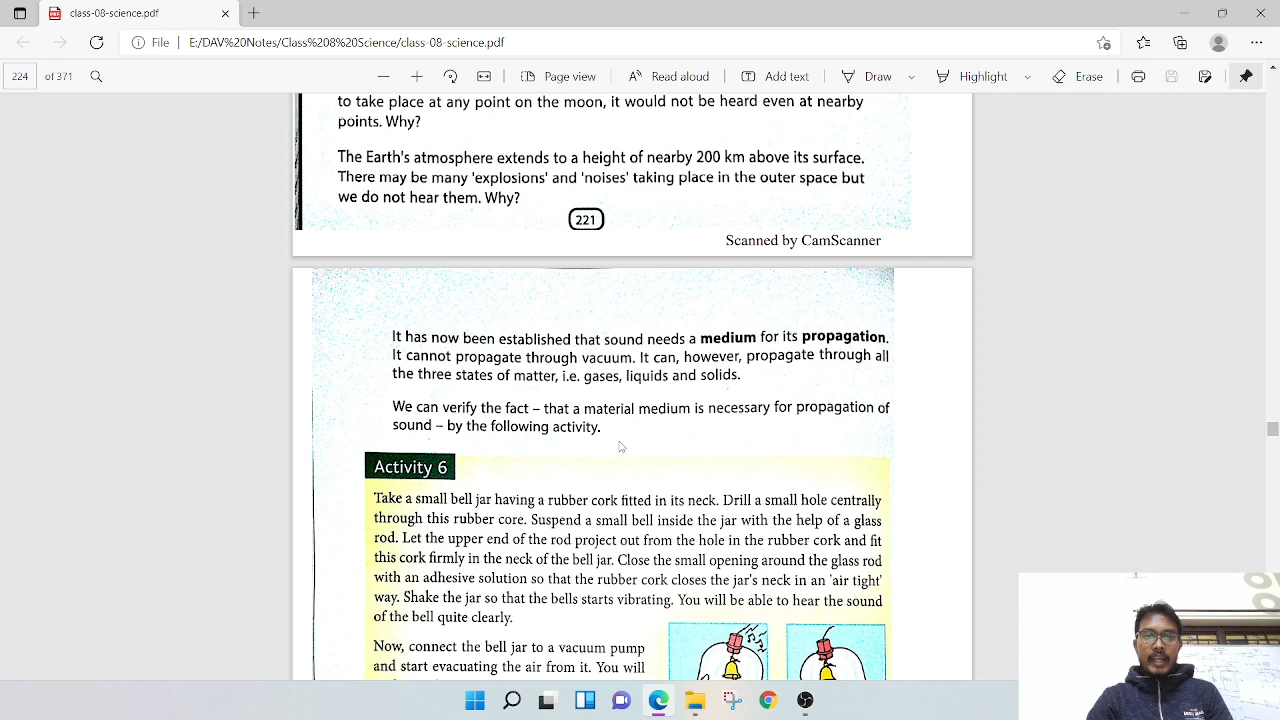 class-08-science.pdf
File
E:/DAV%20Notes/Class%208%20Science/class-08-science.pdf
224 of 371
Page view
Read aloud
Add text
Draw
Highlight
Erase
to take place at any point on the moon, it would not be heard even at nearby
points. Why?
The Earth's atmosphere extends to a height of nearby 200 km above its surface.
There may be many 'explosions' and 'noises' taking place in the outer space but
we do not hear them. Why?
221
Scanned by CamScanner
It has now been established that sound needs a medium for its propagation.
It cannot propagate through vacuum. It can, however, propagate through all
the three states of matter, i.e. gases, liquids and solids.
We can verify the fact – that a material medium is necessary for propagation of
sound – by the following activity.
Activity 6
Take a small bell jar having a rubber cork fitted in its neck. Drill a small hole centrally
through this rubber core. Suspend a small bell inside the jar with the help of a glass
rod. Let the upper end of the rod project out from the hole in the rubber cork and fit
this cork firmly in the neck of the bell jar. Close the small opening around the glass rod
with an adhesive solution so that the rubber cork closes the jar's neck in an 'air tight'
way. Shake the jar so that the bells starts vibrating. You will be able to hear the sound
of the bell quite clearly.
Now, connect the bell jar to a vacuum pump
and start evacuating the air from it. You will